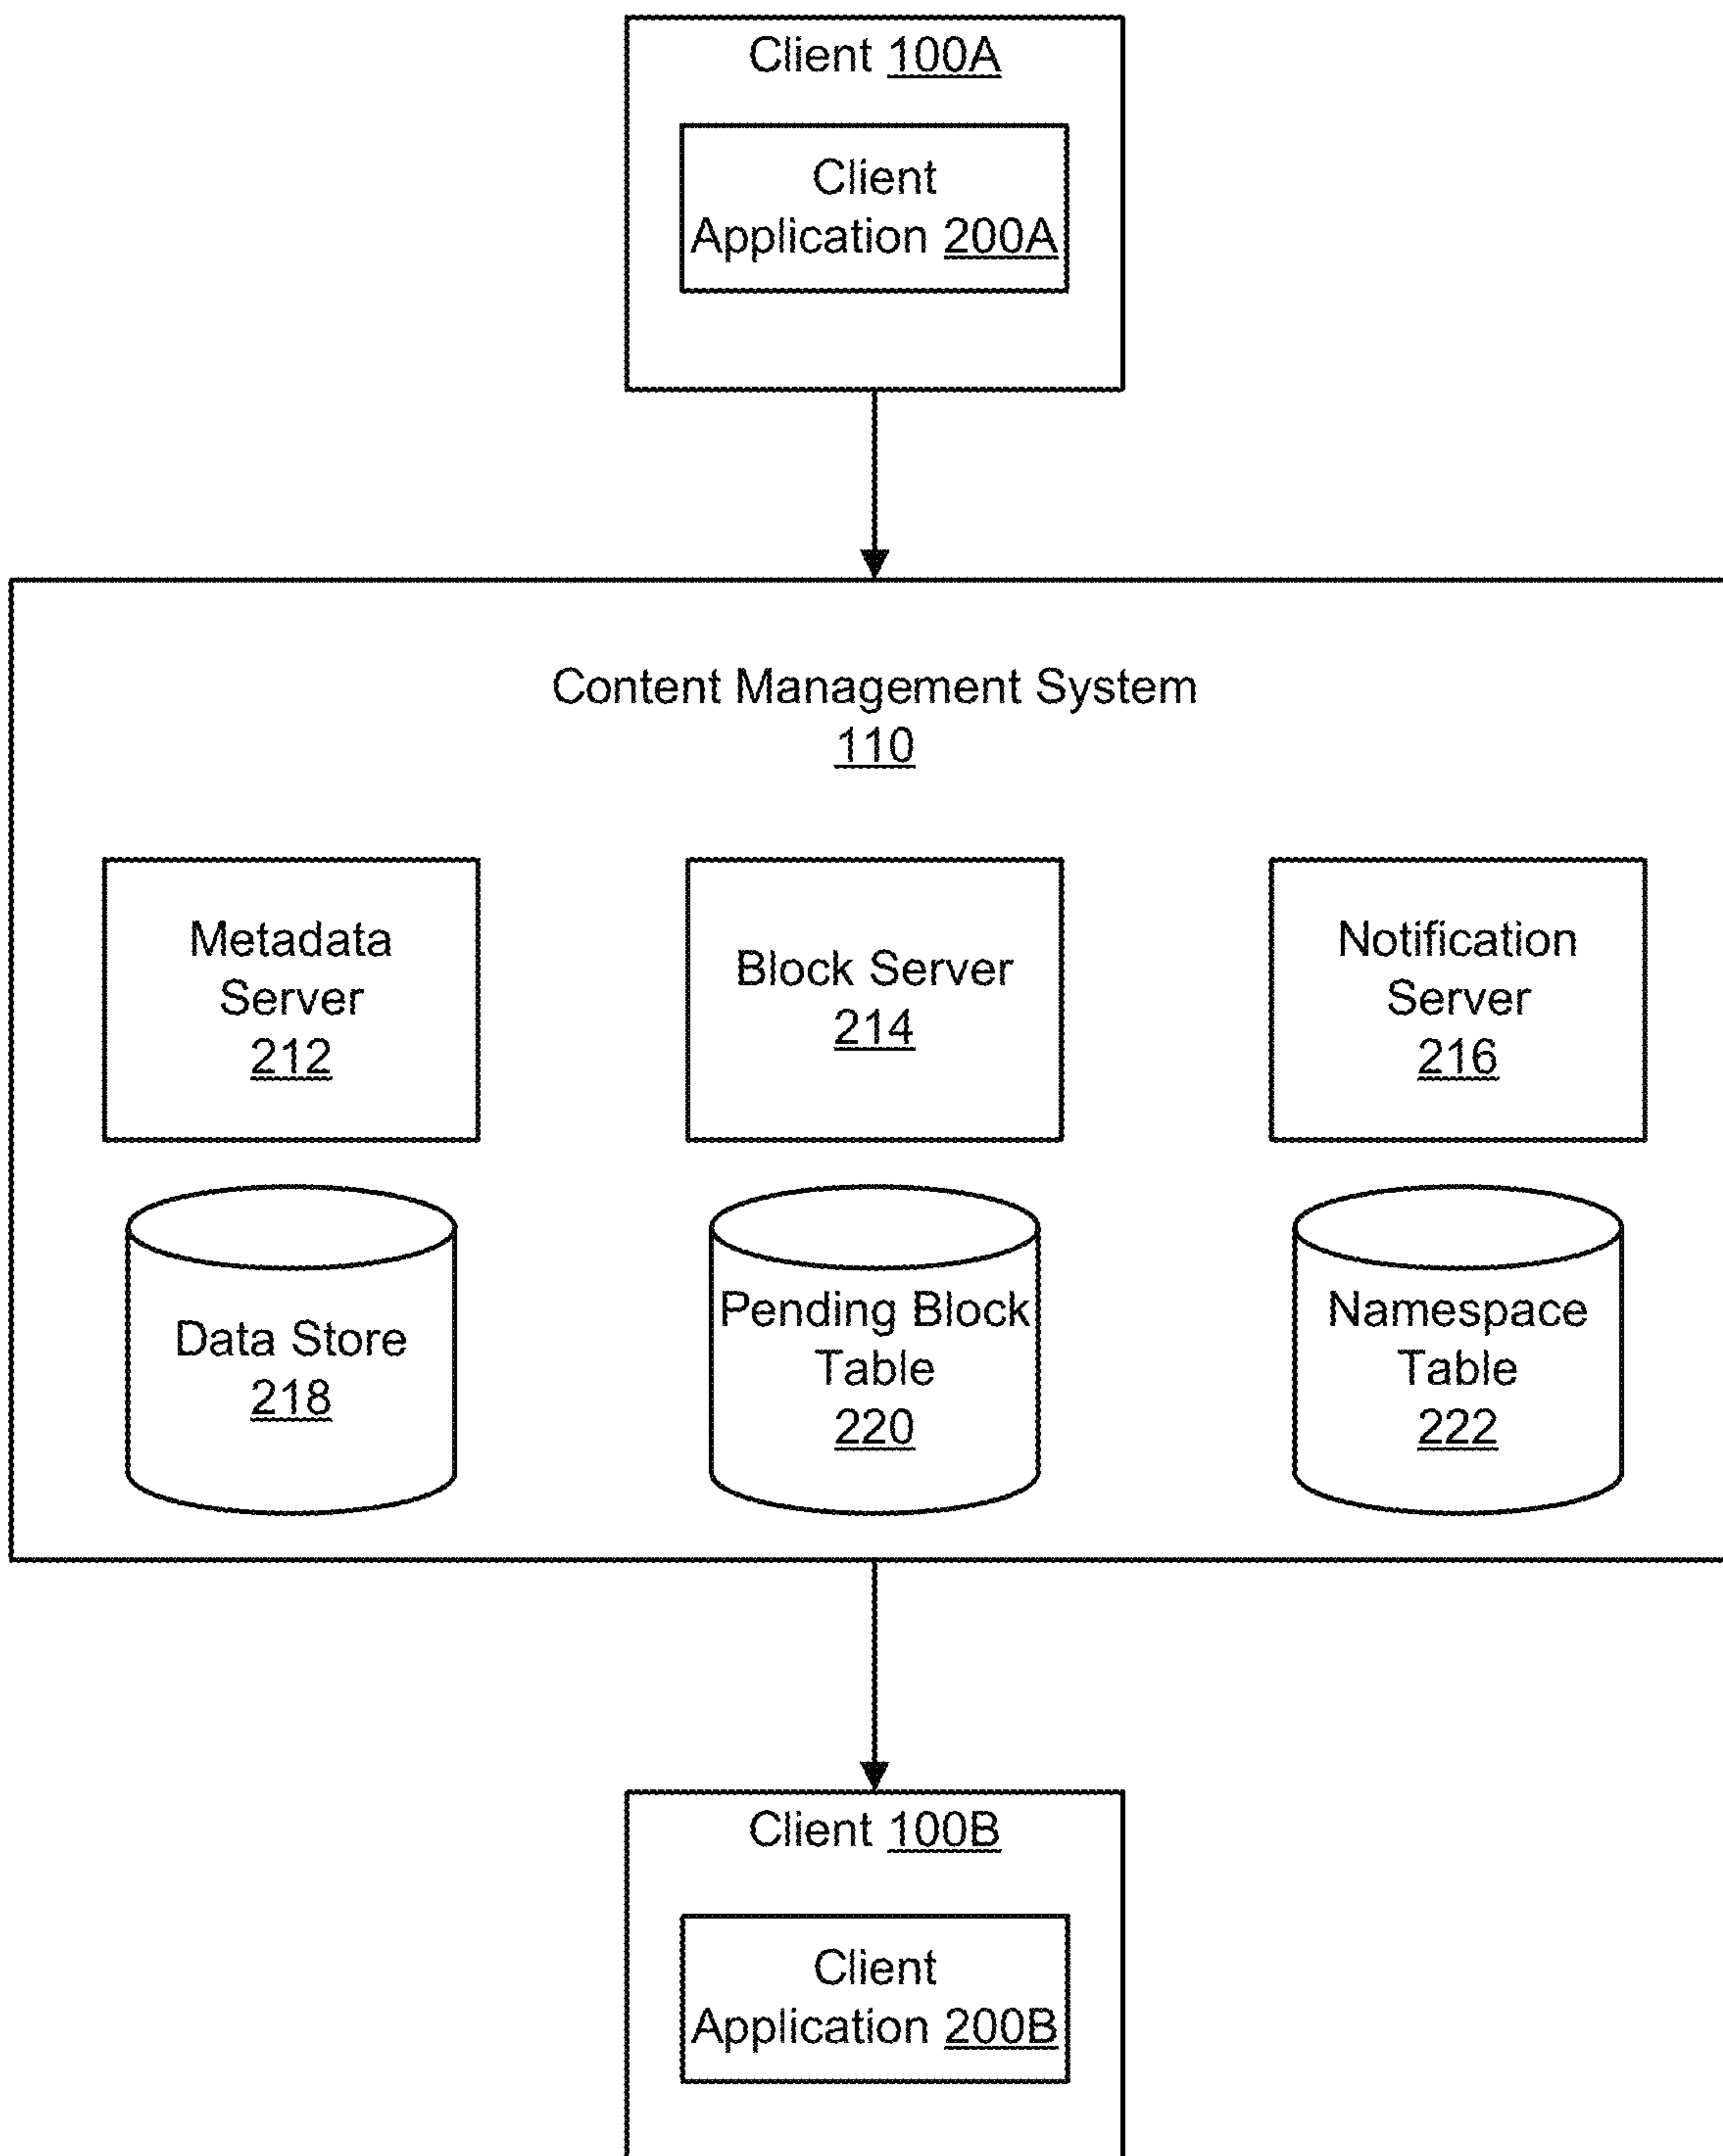 Client 100A
Client
Application 200A
Content Management System
110
Metadata
Server
212
Block Server
214
Notification
Server
216
Data Store
218
Pending Block
Table
220
Namespace
Table
222
Client 100B
Client
Application 200B